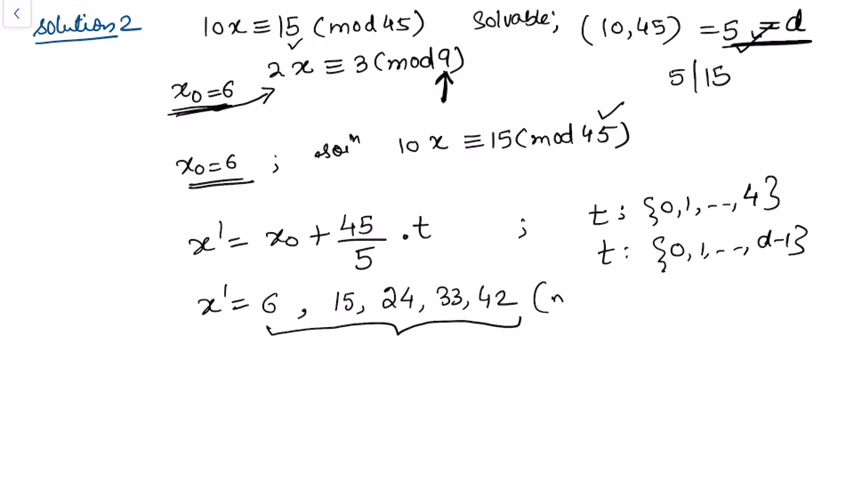 solution 2 10x ≡ 15 (mod 45) Solvable; (10,45) = 5 = d
2x ≡ 3 (mod 9) 5/15
x₀=6
x₀=6 ; solⁿ 10x ≡ 15 (mod 45)
x' = x₀ + 45/5 . t ; t: {0,1,--,4}
t: {0,1,--,d-1}
x' = 6, 15, 24, 33, 42 (n